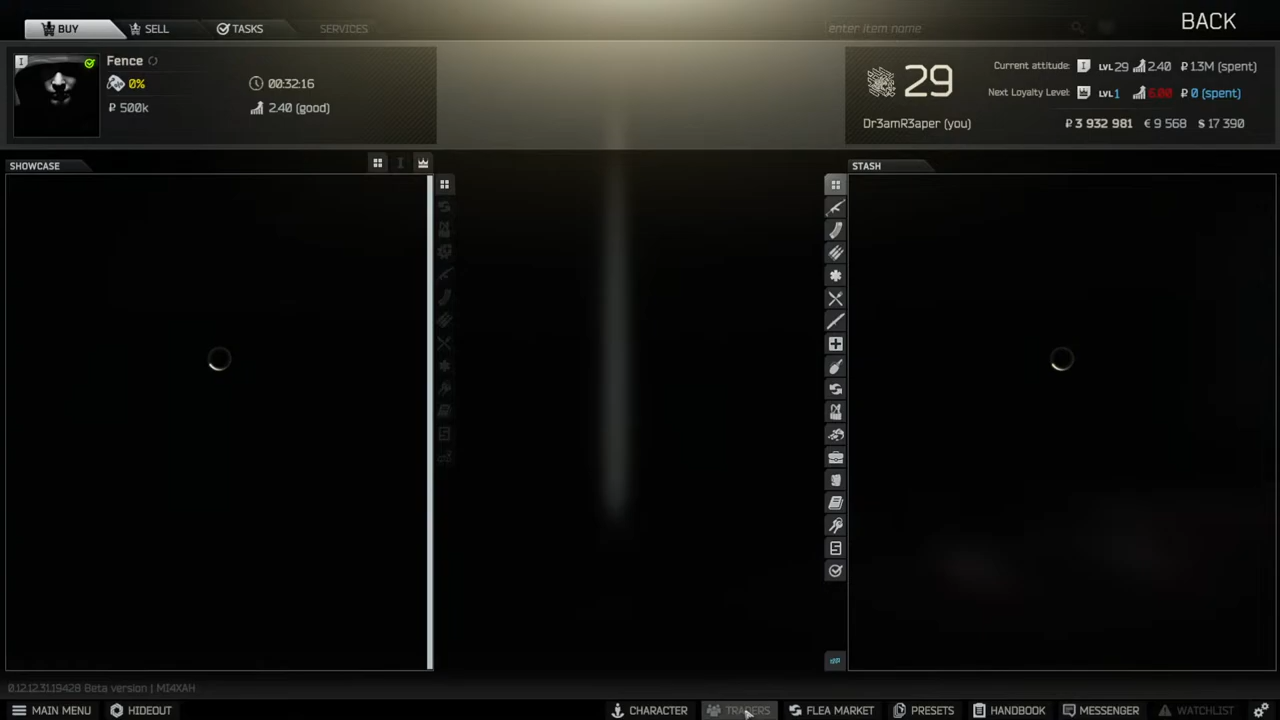 BUY
SELL
TASKS
SERVICES
enter item name
BACK
I
Fence
0%
00:32:16
₽ 500k
2.40 (good)
29
Current attitude: I LVL 29 2.40 ₽ 1.3M (spent)
Next Loyalty Level: LVL 1 6.00 ₽ 0 (spent)
Dr3amR3aper (you)
₽ 3 932 981 € 9 568 $ 17 390
SHOWCASE
I
STASH
0.12.12.31.19428 Beta version | MI4XAH
MAIN MENU
HIDEOUT
CHARACTER
TRADERS
FLEA MARKET
PRESETS
HANDBOOK
MESSENGER
WATCHLIST